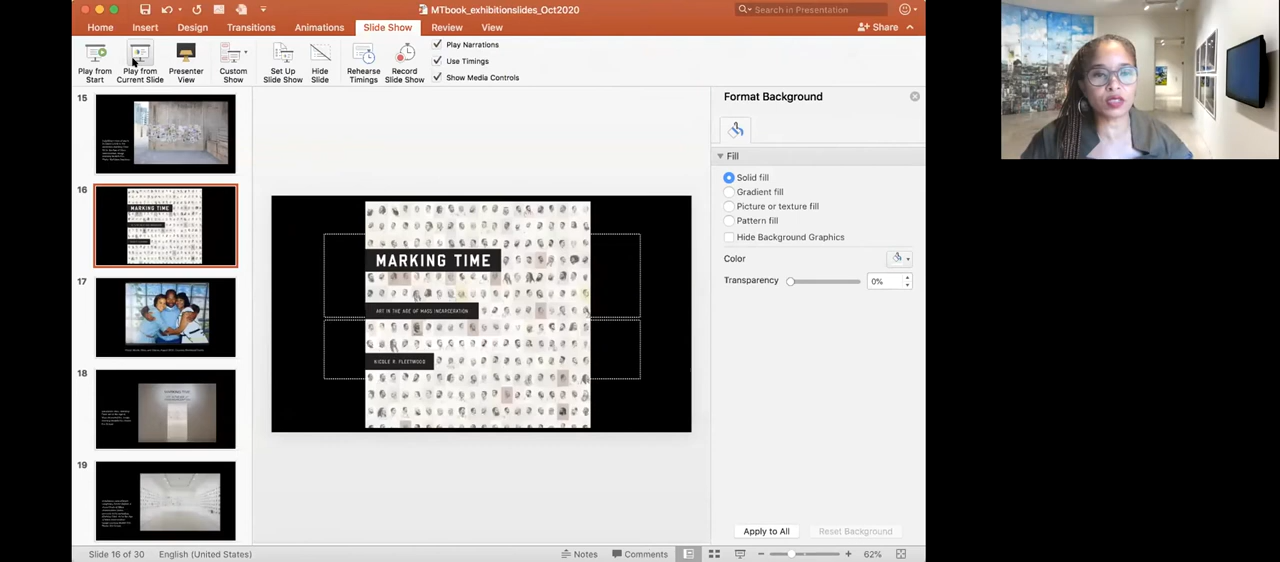 MTbook_exhibitionslides_Oct2020
Search in Presentation
Home Insert Design Transitions Animations Slide Show Review View
Share
Play from Start
Play from Current Slide
Presenter View
Custom Show
Set Up Slide Show
Hide Slide
Rehearse Timings
Record Slide Show
Play Narrations
Use Timings
Show Media Controls
15
16
MARKING TIME
17
18
19
MARKING TIME
ART IN THE AGE OF MASS INCARCERATION
NICOLE R. FLEETWOOD
Format Background
Fill
Solid fill
Gradient fill
Picture or texture fill
Pattern fill
Hide Background Graphics
Color
Transparency 0%
Apply to All Reset Background
Slide 16 of 30 English (United States) Notes Comments 62%